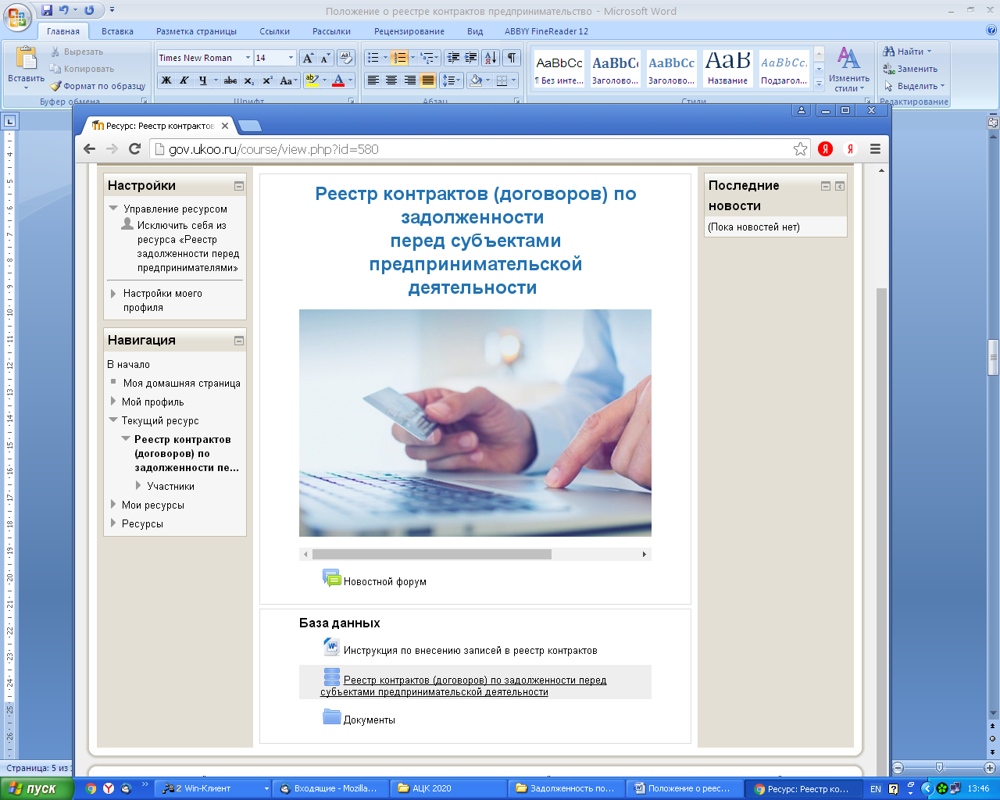 Положение о реестре контрактов предпринимательство - Microsoft Word
Главная Вставка Разметка страницы Ссылки Рассылки Рецензирование Вид ABBYY FineReader 12
Вставить
Вырезать
Копировать
Формат по образцу
Буфер обмена
Times New Roman 14
Ж К Ч abc x₂ x² Aa
Шрифт
Абзац
AaBbCc AaBbCc AaBbCc AaB AaBbCc.
¶ Без инте... Заголово... Заголово... Название Подзагол...
Стили
Изменить стили
Найти
Заменить
Выделить
Редактирование
Ресурс: Реестр контрактов
gov.ukoo.ru/course/view.php?id=580
Настройки
Управление ресурсом
Исключить себя из
ресурса «Реестр
задолженности перед
предпринимателями»
Настройки моего
профиля
Навигация
В начало
Моя домашняя страница
Мой профиль
Текущий ресурс
Реестр контрактов
(договоров) по
задолженности пе...
Участники
Мои ресурсы
Ресурсы
Реестр контрактов (договоров) по
задолженности
перед субъектами
предпринимательской
деятельности
Новостной форум
База данных
Инструкция по внесению записей в реестр контрактов
Реестр контрактов (договоров) по задолженности перед
субъектами предпринимательской деятельности
Документы
Последние
новости
(Пока новостей нет)
Страница: 5 из
пуск
2 Win-Клиент
Входящие - Mozilla...
АЦК 2020
Задолженность по...
Положение о реес...
Ресурс: Реестр ко...
EN
13:46